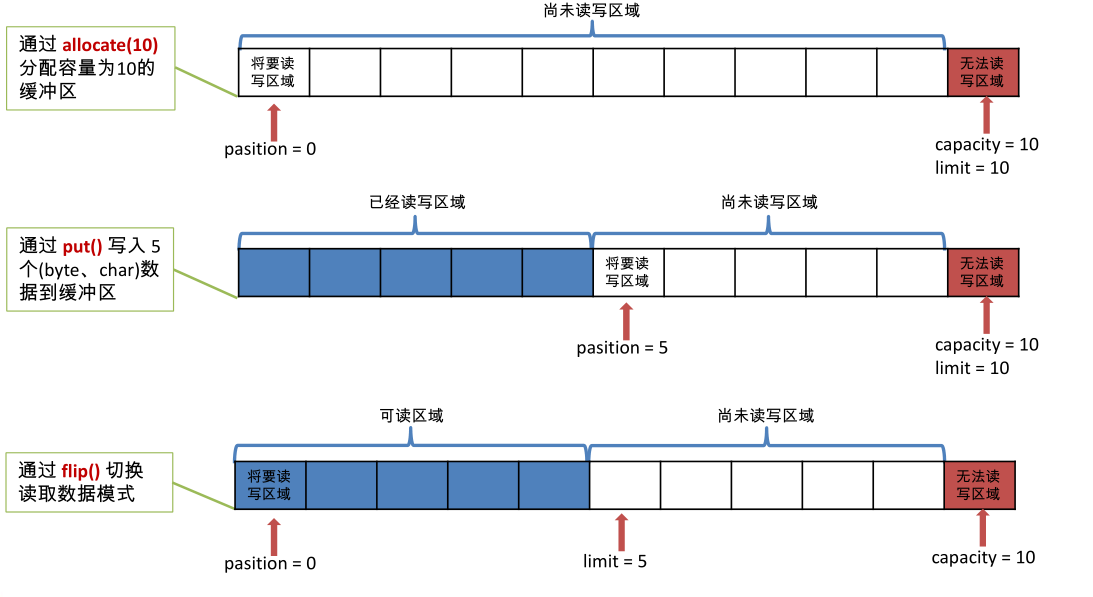 尚未读写区域
通过 allocate(10)
分配容量为10的
缓冲区
将要读
写区域
无法读
写区域
pasition = 0
capacity = 10
limit = 10
已经读写区域
尚未读写区域
通过 put() 写入 5
个(byte、char)数
据到缓冲区
将要读
写区域
无法读
写区域
pasition = 5
capacity = 10
limit = 10
可读区域
尚未读写区域
通过 flip() 切换
读取数据模式
将要读
写区域
无法读
写区域
pasition = 0
limit = 5
capacity = 10